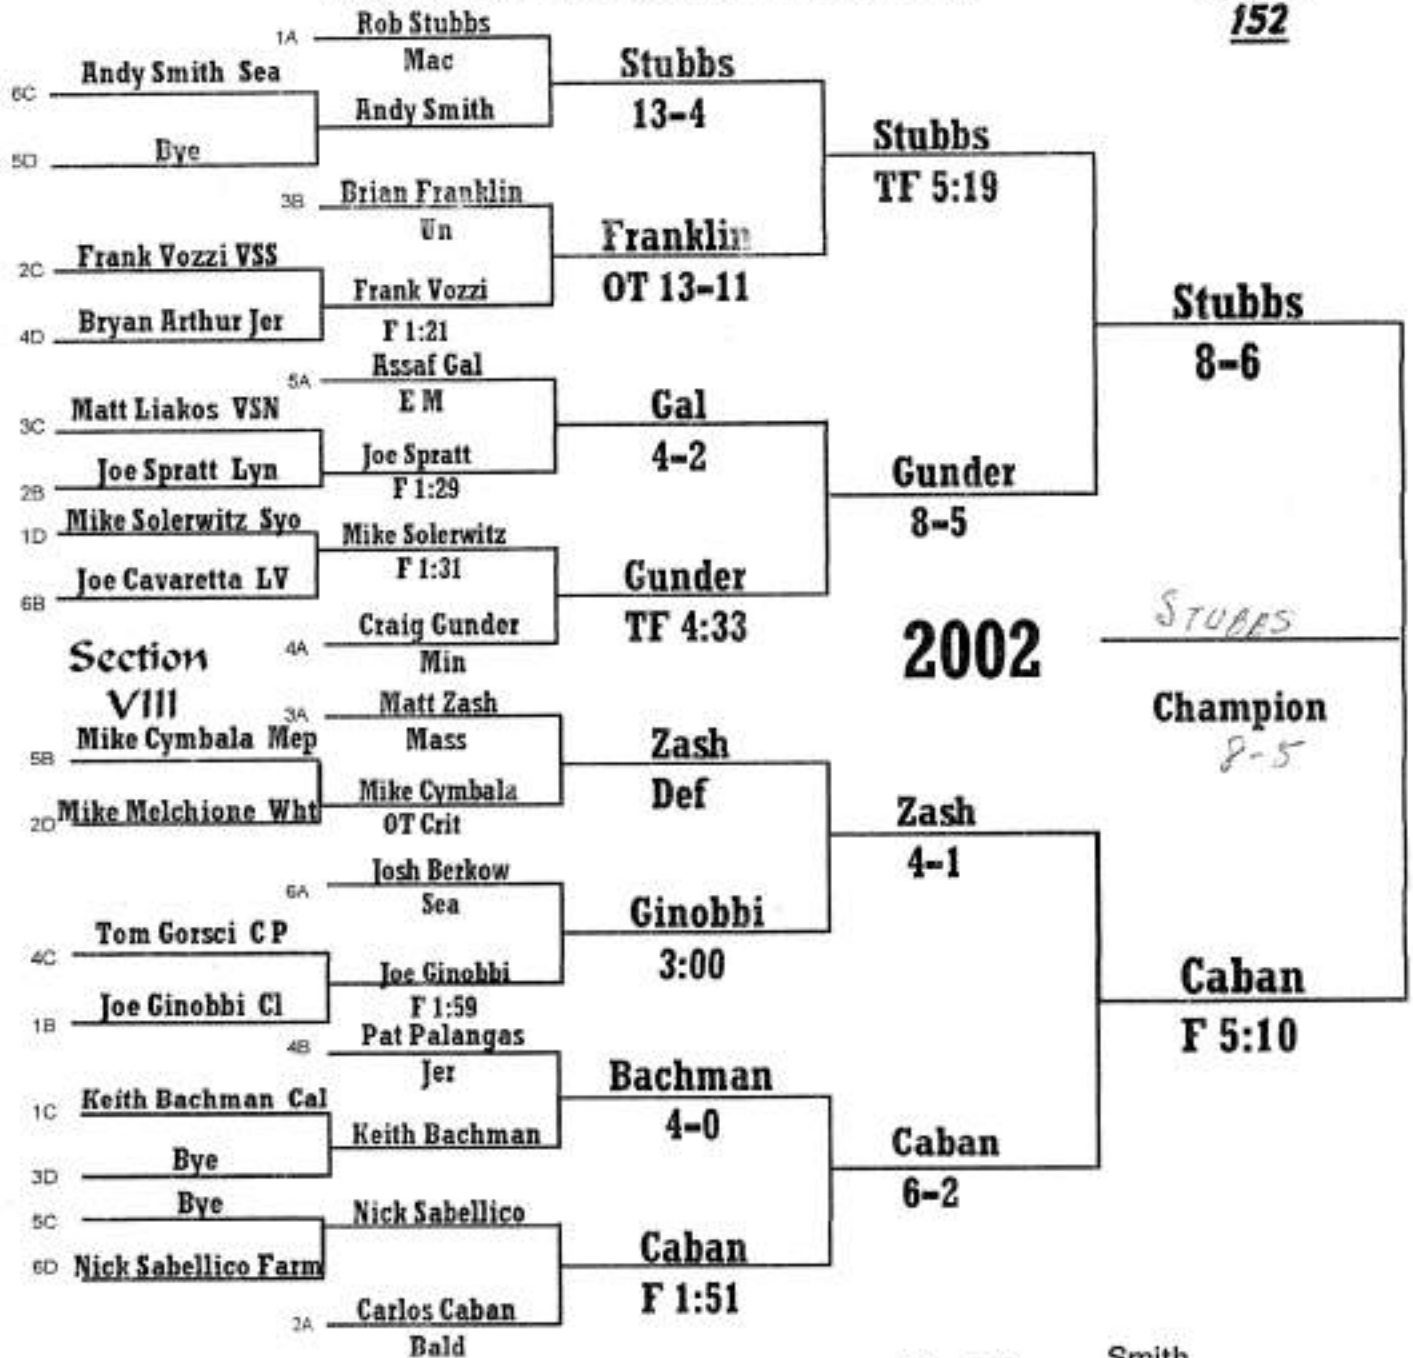 152
1A Rob Stubbs
Mac
6C Andy Smith Sea
Andy Smith
5D Bye
Stubbs
13-4
3B Brian Franklin
Un
2C Frank Vozzi VSS
Frank Vozzi
F 1:21
4D Bryan Arthur Jer
Franklin
OT 13-11
Stubbs
TF 5:19
5A Assaf Gal
E M
3C Matt Liakos VSN
Joe Spratt
F 1:29
2B Joe Spratt Lyn
Gal
4-2
1D Mike Solerwitz Syo
Mike Solerwitz
F 1:31
6B Joe Cavaretta LV
4A Craig Gunder
Min
Gunder
TF 4:33
Gunder
8-5
Stubbs
8-6
Section
VIII
2002
STUBBS
Champion
8-5
3A Matt Zash
Mass
5B Mike Cymbala Mep
Mike Cymbala
OT Crit
2D Mike Melchione Wht
Zash
Def
6A Josh Berkow
Sea
4C Tom Gorsci C P
Joe Ginobbi
F 1:59
1B Joe Ginobbi Cl
Ginobbi
3:00
Zash
4-1
4B Pat Palangas
Jer
1C Keith Bachman Cal
Keith Bachman
3D Bye
Bachman
4-0
5C Bye
Nick Sabellico
6D Nick Sabellico Farm
2A Carlos Caban
Bald
Caban
F 1:51
Caban
6-2
Caban
F 5:10
Smith